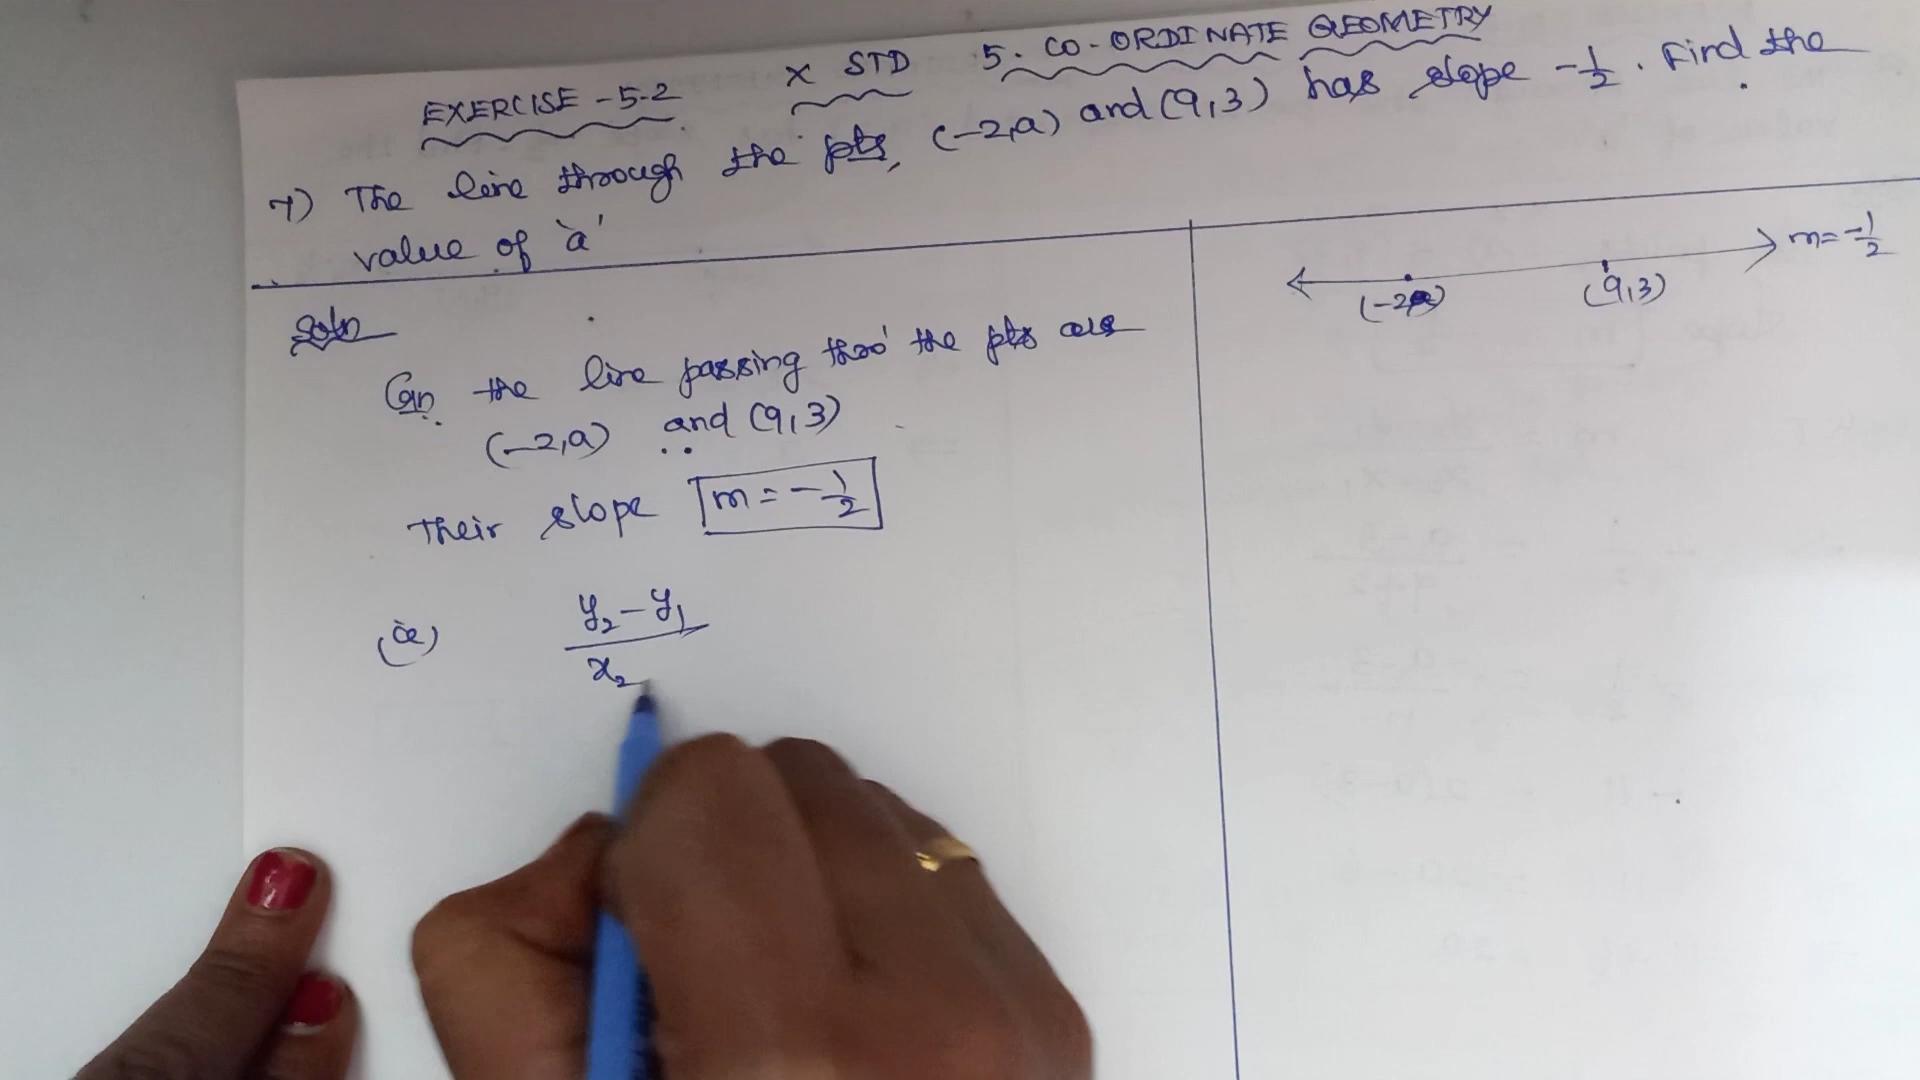 EXERCISE - 5.2 X STD 5. CO-ORDINATE GEOMETRY
7) The line through the pts, (-2,a) and (9,3) has slope -1/2. Find the
value of 'a'
Soln
Gn. the line passing thro' the pts are
(-2,a) and (9,3)
Their slope m = -1/2
(ie) y₂ - y₁
x₂
m = -1/2
(-2,a) (9,3)